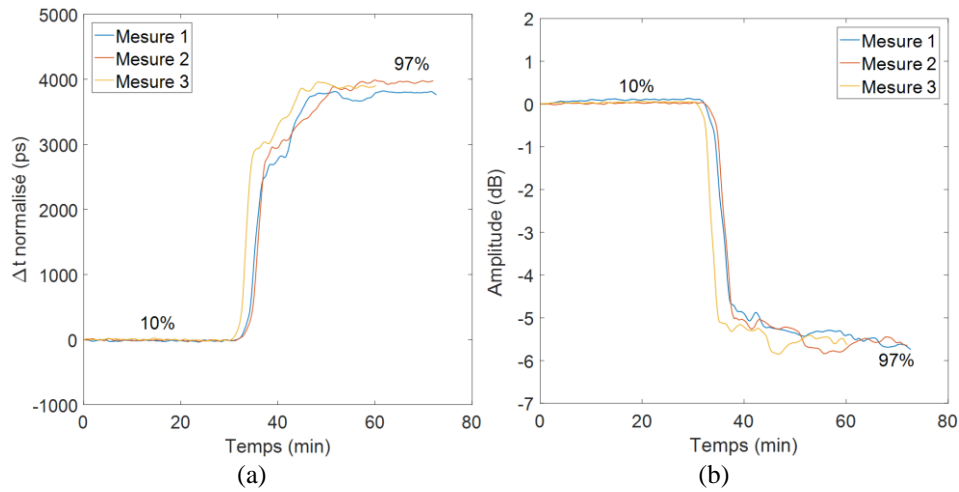 5000
4000
3000
2000
1000
0
-1000
Δt normalisé (ps)
Mesure 1
Mesure 2
Mesure 3
97%
10%
0 20 40 60 80
Temps (min)
(a)
2
1
0
-1
-2
-3
-4
-5
-6
-7
Amplitude (dB)
Mesure 1
Mesure 2
Mesure 3
10%
97%
0 20 40 60 80
Temps (min)
(b)